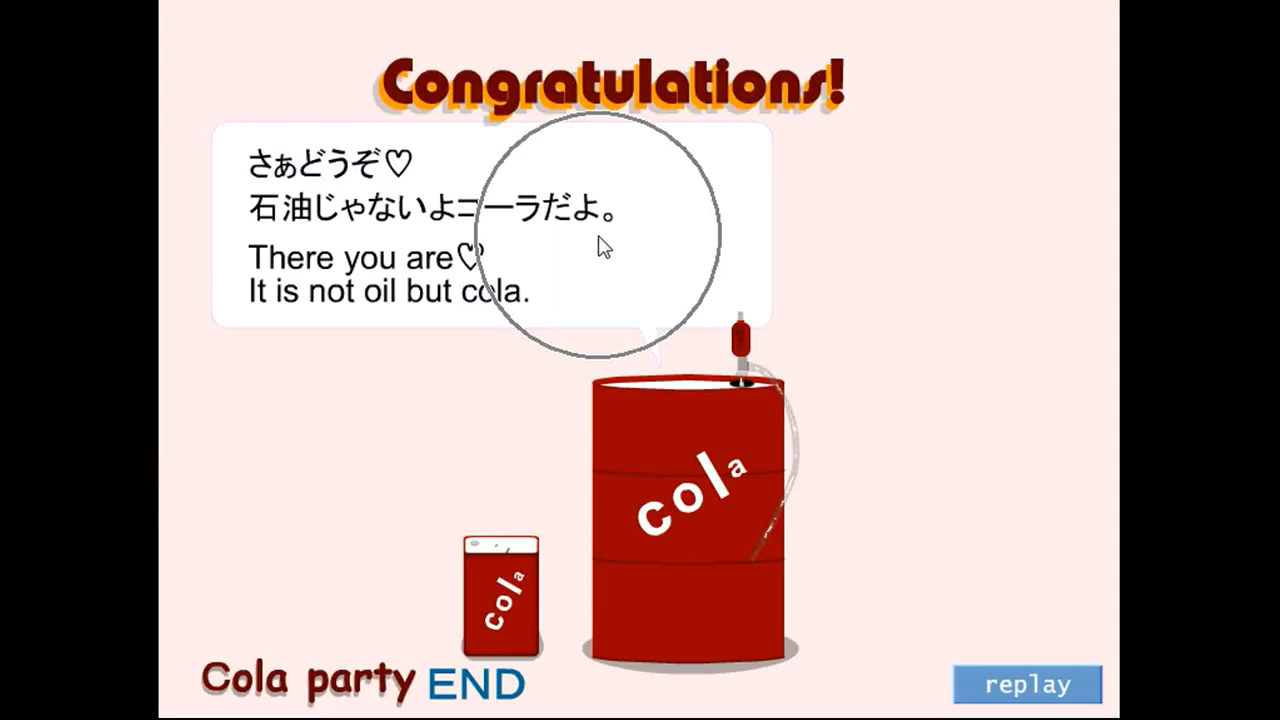 Congratulations!
さぁどうぞ♡
石油じゃないよコーラだよ。
There you are♡
It is not oil but cola.
cola
cola
Cola party END
replay